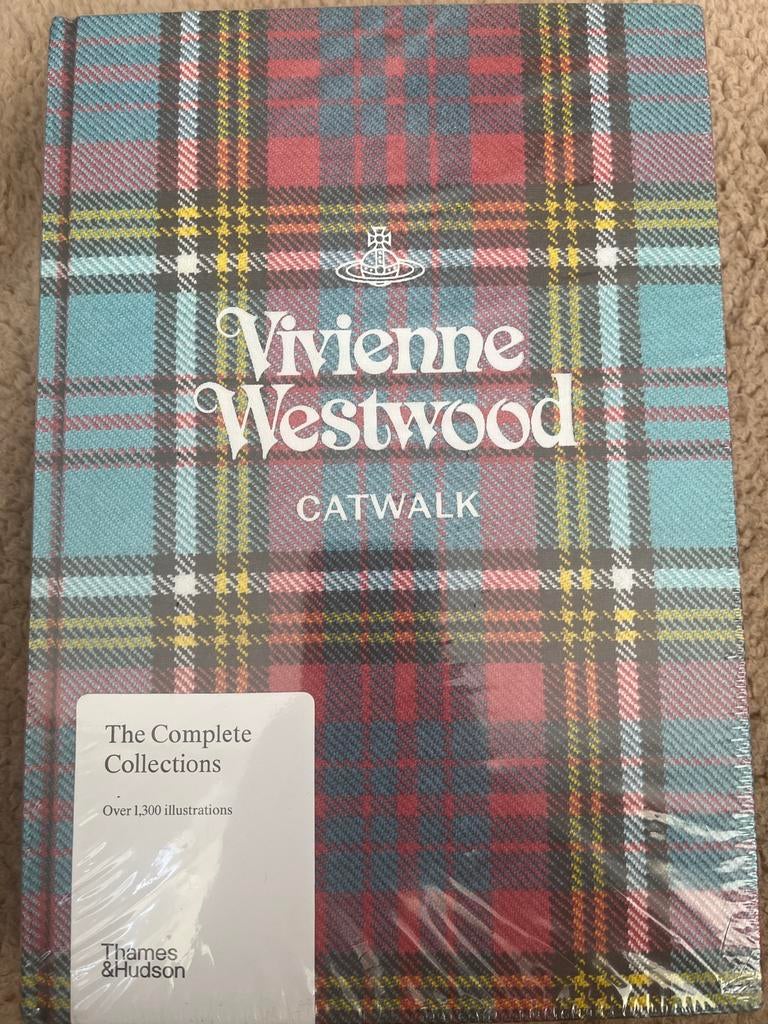 Vivienne
Westwood
CATWALK
The Complete
Collections
Over 1,300 illustrations
Thames
&Hudson